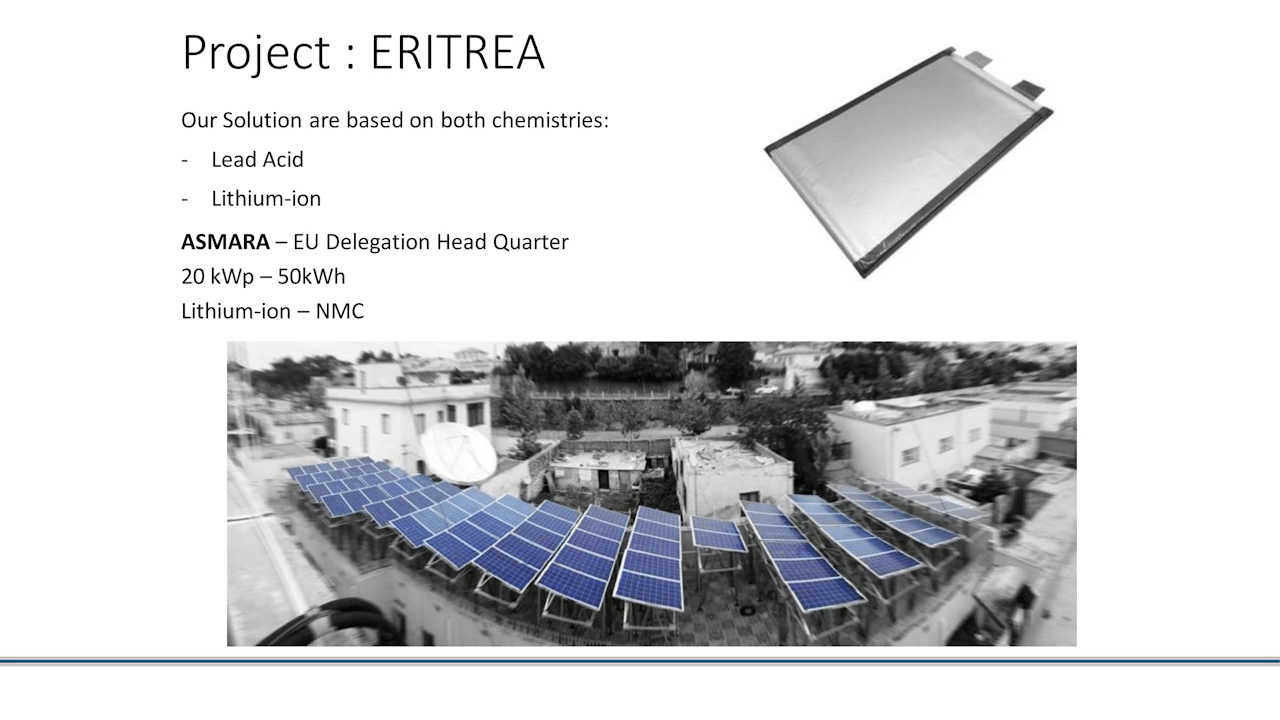 Project : ERITREA
Our Solution are based on both chemistries:
- Lead Acid
- Lithium-ion
ASMARA – EU Delegation Head Quarter
20 kWp – 50kWh
Lithium-ion – NMC